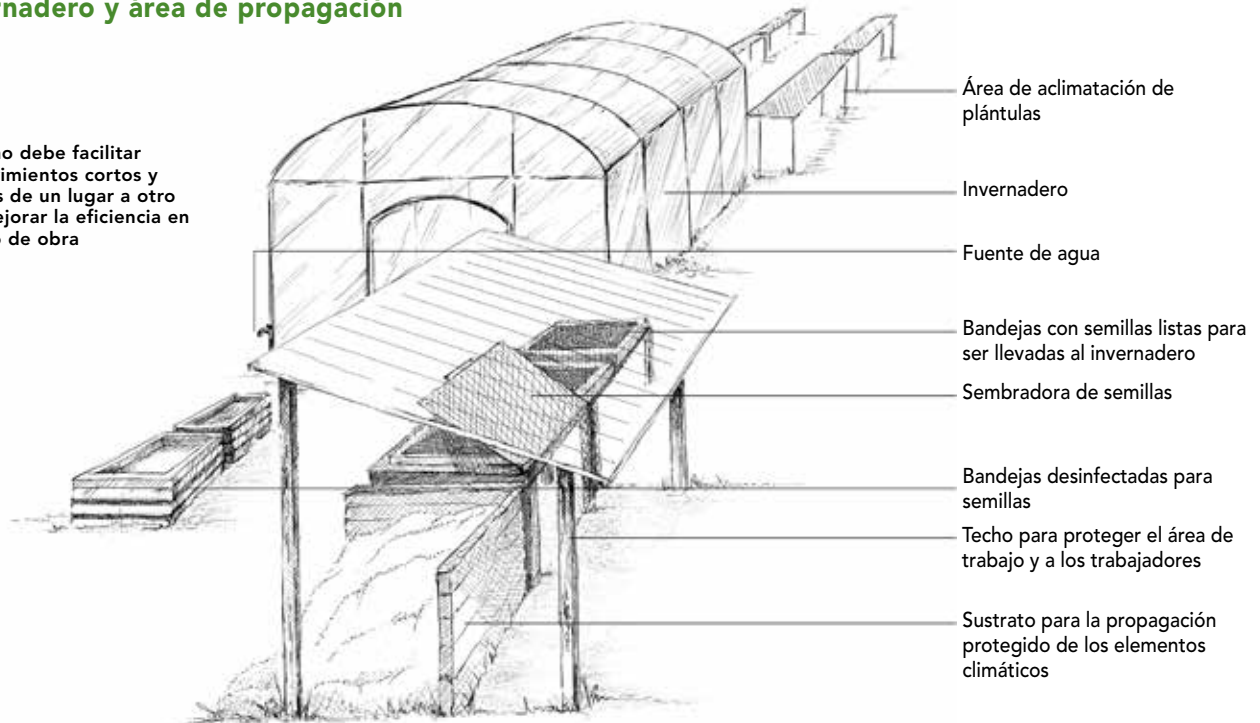 nadero y área de propagación
o debe facilitar
imientos cortos y
de un lugar a otro
ejorar la eficiencia en
de obra
Área de aclimatación de
plántulas
Invernadero
Fuente de agua
Bandejas con semillas listas para
ser llevadas al invernadero
Sembradora de semillas
Bandejas desinfectadas para
semillas
Techo para proteger el área de
trabajo y a los trabajadores
Sustrato para la propagación
protegido de los elementos
climáticos